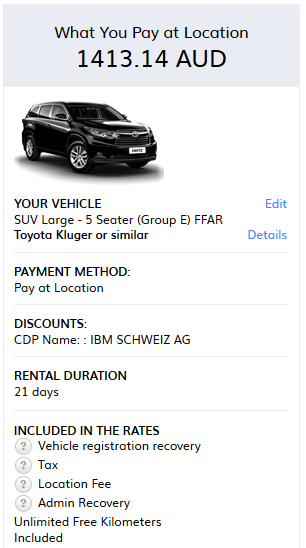 What You Pay at Location
1413.14 AUD
Hertz
YOUR VEHICLE
Edit
SUV Large - 5 Seater (Group E) FFAR
Toyota Kluger or similar
Details
PAYMENT METHOD:
Pay at Location
DISCOUNTS:
CDP Name: : IBM SCHWEIZ AG
RENTAL DURATION
21 days
INCLUDED IN THE RATES
? Vehicle registration recovery
? Tax
? Location Fee
? Admin Recovery
Unlimited Free Kilometers
Included